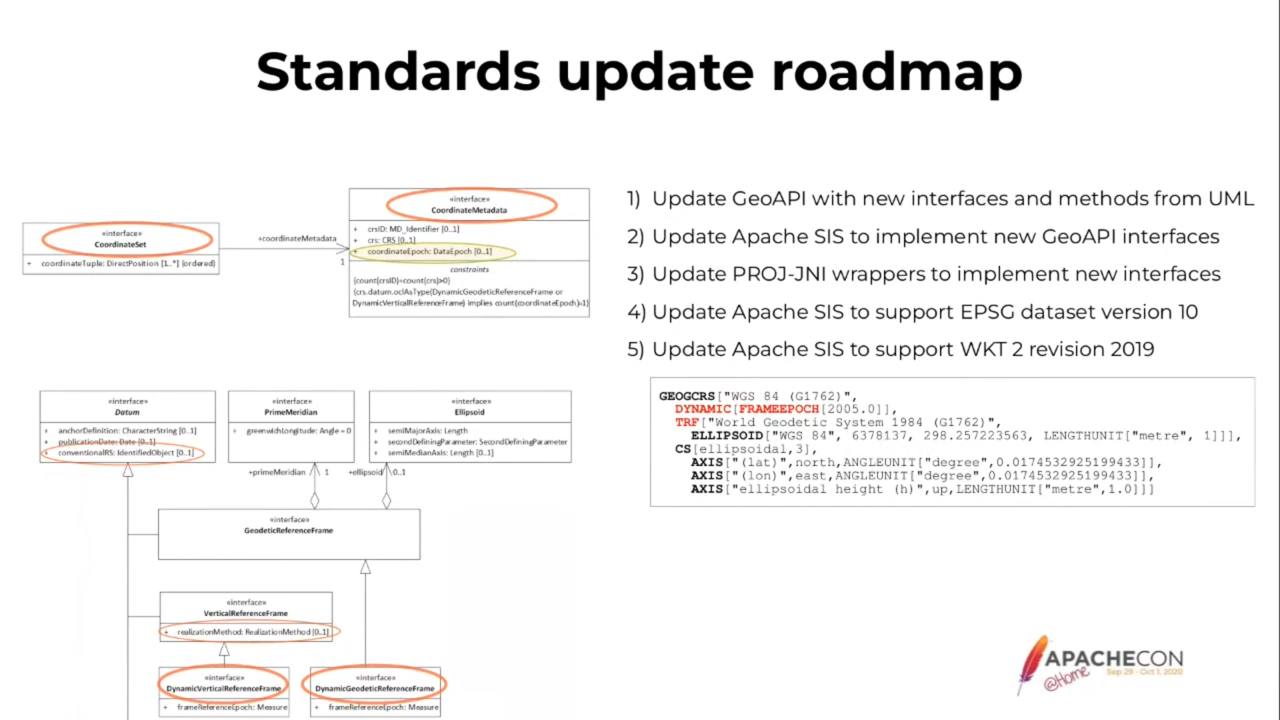 Standards update roadmap
«interface»
CoordinateSet
+ coordinateTuple: DirectPosition [1..*] {ordered}
+coordinateMetadata
1
«interface»
CoordinateMetadata
+ crsID: MD_Identifier [0..1]
+ crs: CRS [0..1]
+ coordinateEpoch: DataEpoch [0..1]
constraints
{count(crsID)+count(crs)>0}
{crs.datum.oclAsType(DynamicGeodeticReferenceFrame or
DynamicVerticalReferenceFrame) implies count(coordinateEpoch)=1}
1) Update GeoAPI with new interfaces and methods from UML
2) Update Apache SIS to implement new GeoAPI interfaces
3) Update PROJ-JNI wrappers to implement new interfaces
4) Update Apache SIS to support EPSG dataset version 10
5) Update Apache SIS to support WKT 2 revision 2019
GEOGCRS["WGS 84 (G1762)",
DYNAMIC[FRAMEEPOCH[2005.0]],
TRF["World Geodetic System 1984 (G1762)",
ELLIPSOID["WGS 84", 6378137, 298.257223563, LENGTHUNIT["metre", 1]]],
CS[ellipsoidal,3],
AXIS["(lat)",north,ANGLEUNIT["degree",0.0174532925199433]],
AXIS["(lon)",east,ANGLEUNIT["degree",0.0174532925199433]],
AXIS["ellipsoidal height (h)",up,LENGTHUNIT["metre",1.0]]]
«interface»
Datum
+ anchorDefinition: CharacterString [0..1]
+ publicationDate: Date [0..1]
+ conventionalRS: IdentifiedObject [0..1]
«interface»
PrimeMeridian
+ greenwichLongitude: Angle = 0
«interface»
Ellipsoid
+ semiMajorAxis: Length
+ secondDefiningParameter: SecondDefiningParameter
+ semiMedianAxis: Length [0..1]
+primeMeridian 1
+ellipsoid 0..1
«interface»
GeodeticReferenceFrame
«interface»
VerticalReferenceFrame
+ realizationMethod: RealizationMethod [0..1]
«interface»
DynamicVerticalReferenceFrame
+ frameReferenceEpoch: Measure
«interface»
DynamicGeodeticReferenceFrame
+ frameReferenceEpoch: Measure
APACHECON
@Home
Sep 29 - Oct 1, 2020